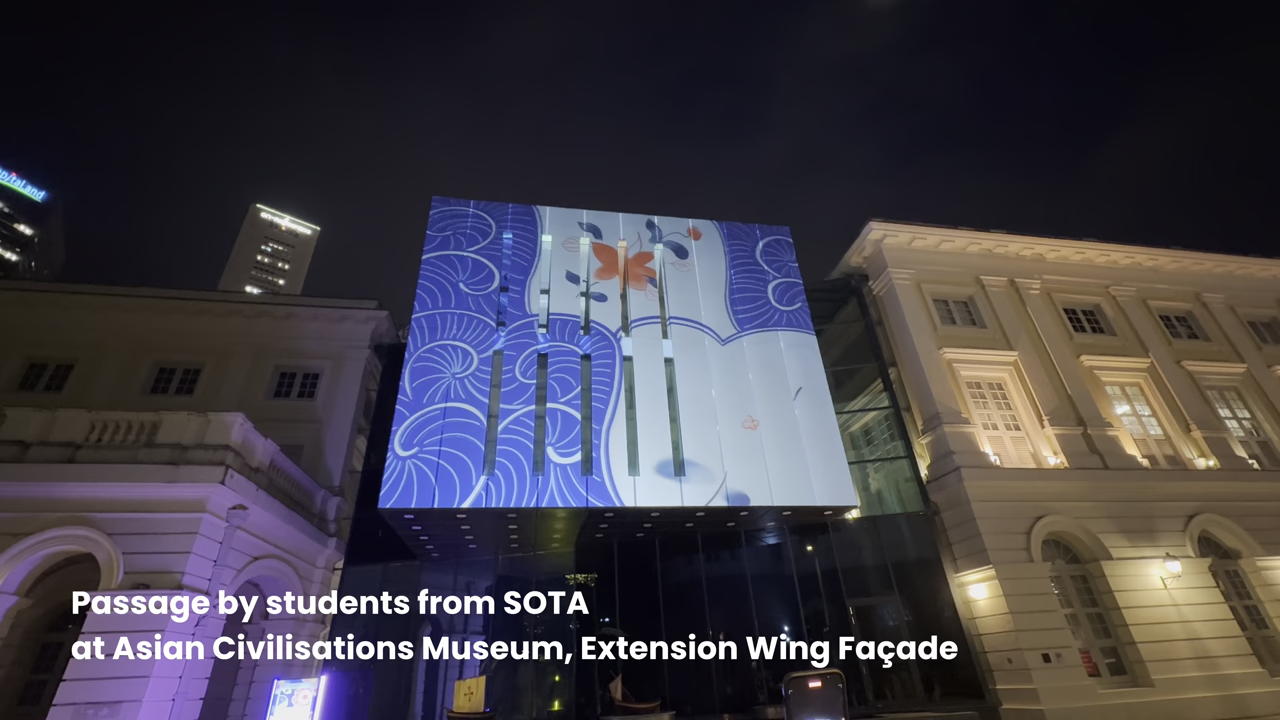 Passage by students from SOTA
at Asian Civilisations Museum, Extension Wing Façade